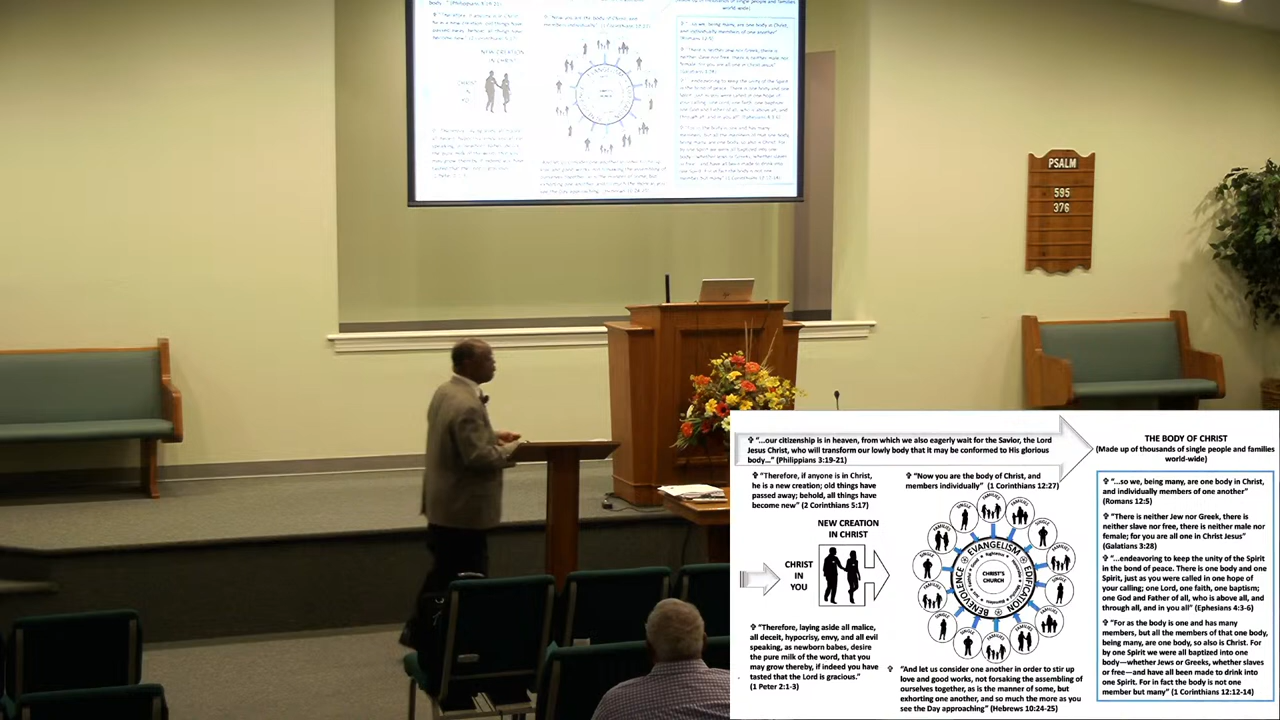 PSALM
595
376
✞ "...our citizenship is in heaven, from which we also eagerly wait for the Savior, the Lord
Jesus Christ, who will transform our lowly body that it may be conformed to His glorious
body..." (Philippians 3:19-21)
THE BODY OF CHRIST
(Made up of thousands of single people and families
world-wide)
✞ "Therefore, if anyone is in Christ,
he is a new creation; old things have
passed away; behold, all things have
become new" (2 Corinthians 5:17)
NEW CREATION
IN CHRIST
CHRIST
IN
YOU
✞ "Therefore, laying aside all malice,
all deceit, hypocrisy, envy, and all evil
speaking, as newborn babes, desire
the pure milk of the word, that you
may grow thereby, if indeed you have
tasted that the Lord is gracious."
(1 Peter 2:1-3)
✞ "Now you are the body of Christ, and
members individually" (1 Corinthians 12:27)
FAMILIES
FAMILIES
SINGLE
FAMILIES
SINGLE
FAMILIES
SINGLE
FAMILIES
SINGLE
SINGLE
FAMILIES
SINGLE
FAMILIES
SINGLE
EVANGELISM
EDIFICATION
BENEVOLENCE
CHRIST'S
CHURCH
✞ "And let us consider one another in order to stir up
love and good works, not forsaking the assembling of
ourselves together, as is the manner of some, but
exhorting one another, and so much the more as you
see the Day approaching" (Hebrews 10:24-25)
✞ "...so we, being many, are one body in Christ,
and individually members of one another"
(Romans 12:5)
✞ "There is neither Jew nor Greek, there is
neither slave nor free, there is neither male nor
female; for you are all one in Christ Jesus"
(Galatians 3:28)
✞ "...endeavoring to keep the unity of the Spirit
in the bond of peace. There is one body and one
Spirit, just as you were called in one hope of
your calling; one Lord, one faith, one baptism;
one God and Father of all, who is above all, and
through all, and in you all" (Ephesians 4:3-6)
✞ "For as the body is one and has many
members, but all the members of that one body,
being many, are one body, so also is Christ. For
by one Spirit we were all baptized into one
body—whether Jews or Greeks, whether slaves
or free—and have all been made to drink into
one Spirit. For in fact the body is not one
member but many" (1 Corinthians 12:12-14)